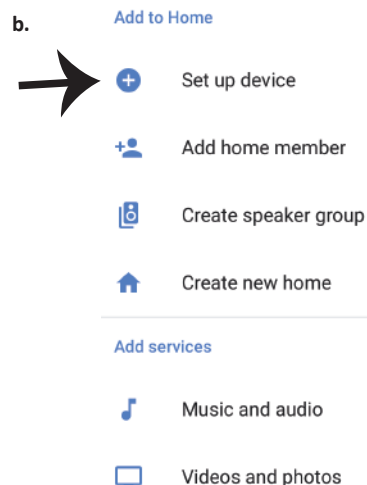 b.
Add to Home
Set up device
Add home member
Create speaker group
Create new home
Add services
Music and audio
Videos and photos